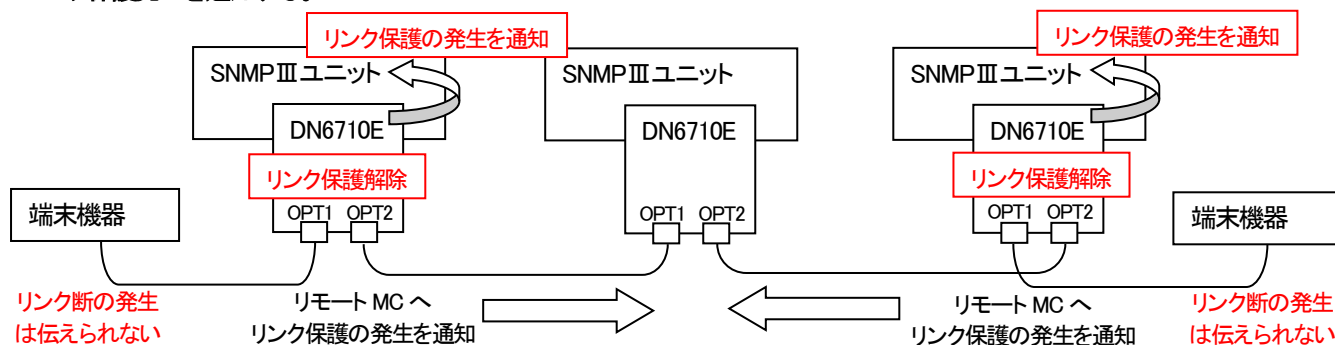 リンク保護の発生を通知
リンク保護の発生を通知
SNMPⅢユニット
SNMPⅢユニット
SNMPⅢユニット
DN6710E
DN6710E
DN6710E
リンク保護解除
リンク保護解除
端末機器
OPT1 OPT2
OPT1 OPT2
OPT1 OPT2
端末機器
リンク断の発生
は伝えられない
リモート MC へ
リンク保護の発生を通知
リモート MC へ
リンク保護の発生を通知
リンク断の発生
は伝えられない